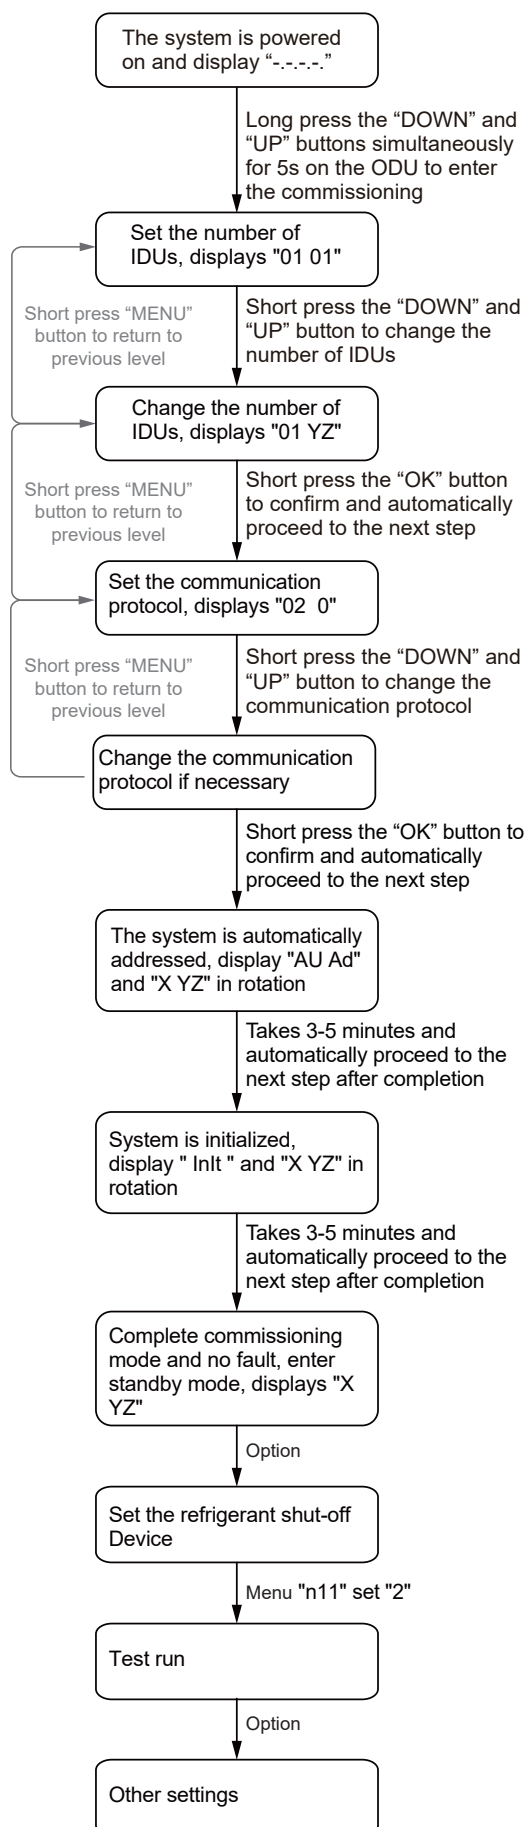 The system is powered
on and display “-.-.-.-.”
Long press the “DOWN” and
“UP” buttons simultaneously
for 5s on the ODU to enter
the commissioning
Set the number of
IDUs, displays "01 01"
Short press “MENU”
button to return to
previous level
Short press the “DOWN” and
“UP” button to change the
number of IDUs
Change the number of
IDUs, displays "01 YZ"
Short press “MENU”
button to return to
previous level
Short press the “OK” button
to confirm and automatically
proceed to the next step
Set the communication
protocol, displays "02  0"
Short press “MENU”
button to return to
previous level
Short press the “DOWN” and
“UP” button to change the
communication protocol
Change the communication
protocol if necessary
Short press the “OK” button to
confirm and automatically
proceed to the next step
The system is automatically
addressed, display "AU Ad"
and "X YZ" in rotation
Takes 3-5 minutes and
automatically proceed to the
next step after completion
System is initialized,
display " InIt " and "X YZ" in
rotation
Takes 3-5 minutes and
automatically proceed to the
next step after completion
Complete commissioning
mode and no fault, enter
standby mode, displays "X
YZ"
Option
Set the refrigerant shut-off
Device
Menu "n11" set "2"
Test run
Option
Other settings